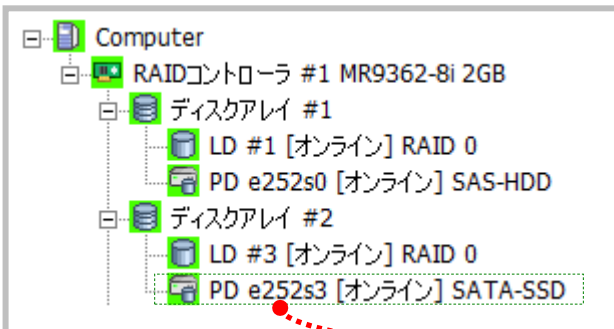 Computer
RAIDコントローラ #1 MR9362-8i 2GB
ディスクアレイ #1
LD #1 [オンライン] RAID 0
PD e252s0 [オンライン] SAS-HDD
ディスクアレイ #2
LD #3 [オンライン] RAID 0
PD e252s3 [オンライン] SATA-SSD